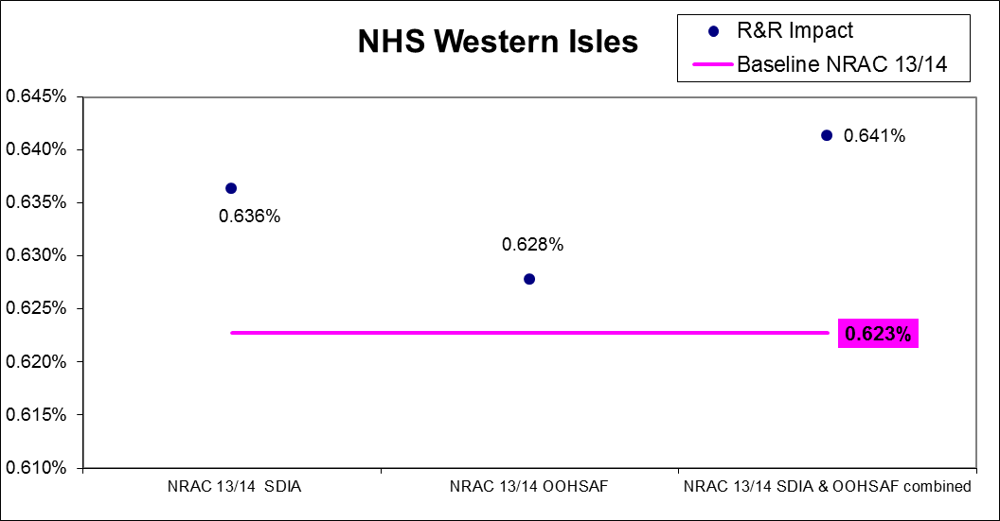 NHS Western Isles
R&R Impact
Baseline NRAC 13/14
0.645%
0.640%
0.635%
0.630%
0.625%
0.620%
0.615%
0.610%
0.636%
0.628%
0.641%
0.623%
NRAC 13/14 SDIA
NRAC 13/14 OOHSAF
NRAC 13/14 SDIA & OOHSAF combined